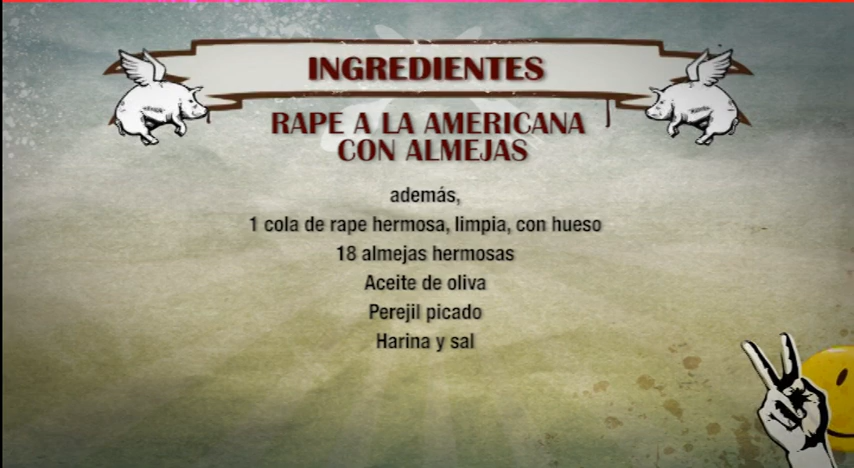 INGREDIENTES
RAPE A LA AMERICANA
CON ALMEJAS
además,
1 cola de rape hermosa, limpia, con hueso
18 almejas hermosas
Aceite de oliva
Perejil picado
Harina y sal